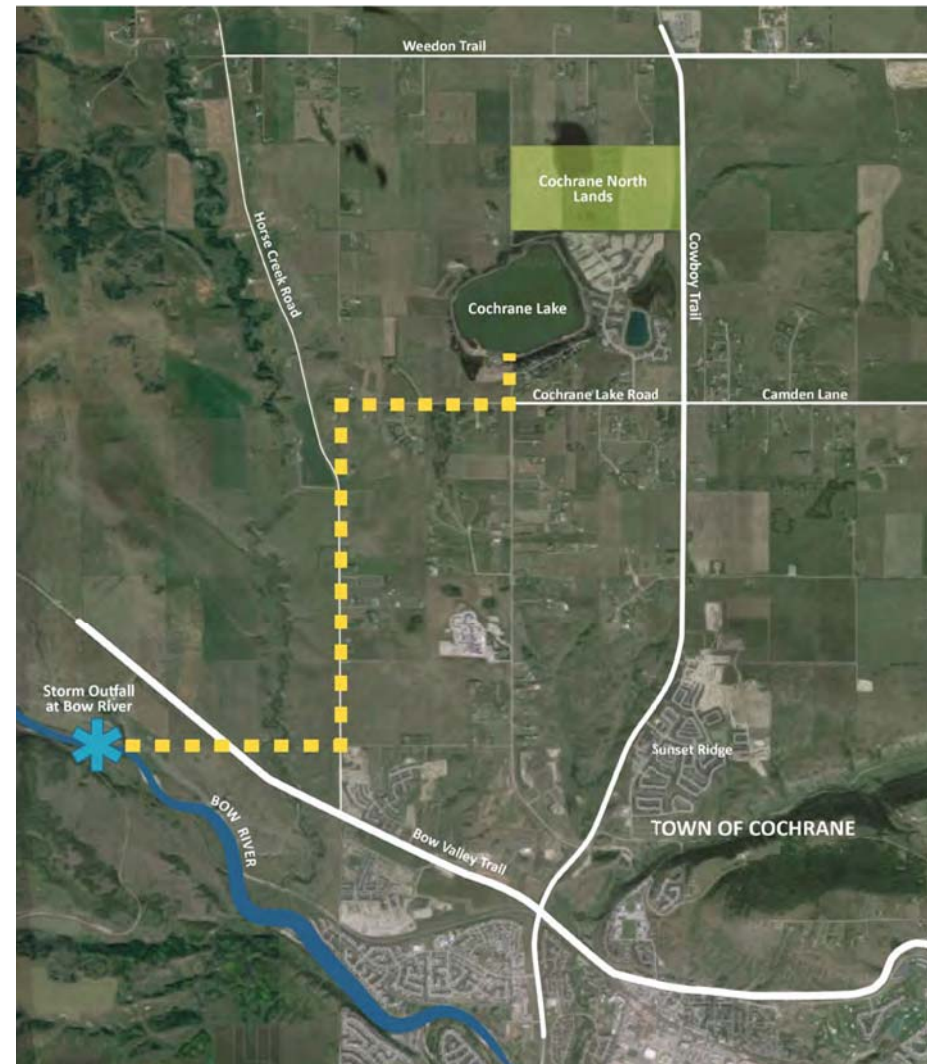 Weedon Trail
Cochrane North
Lands
Horse Creek Road
Cowboy Trail
Cochrane Lake
Cochrane Lake Road
Camden Lane
Storm Outfall
at Bow River
Sunset Ridge
BOW RIVER
TOWN OF COCHRANE
Bow Valley Trail